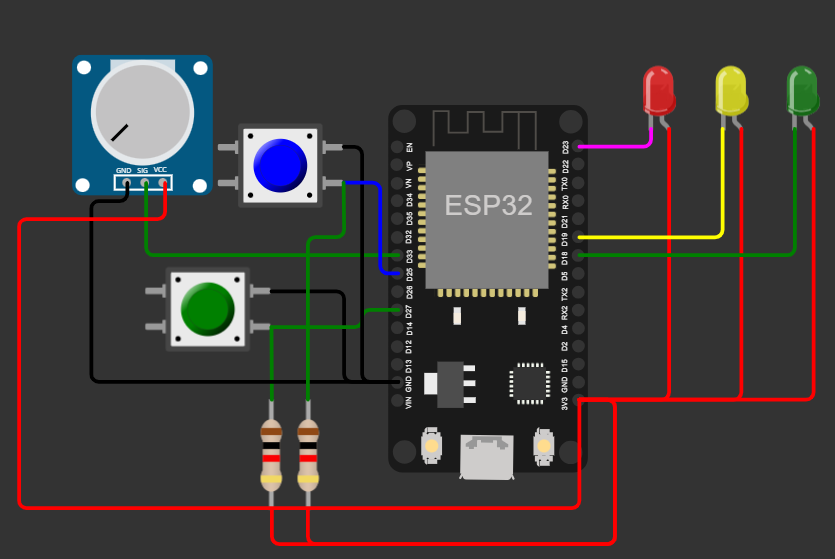 GND SIG VCC
ESP32
EN
VP
VN
D34
D35
D32
D33
D25
D26
D27
D14
D12
D13
GND
VIN
D23
D22
TX0
RX0
D21
D19
D18
D5
TX2
RX2
D4
D2
D15
GND
3V3